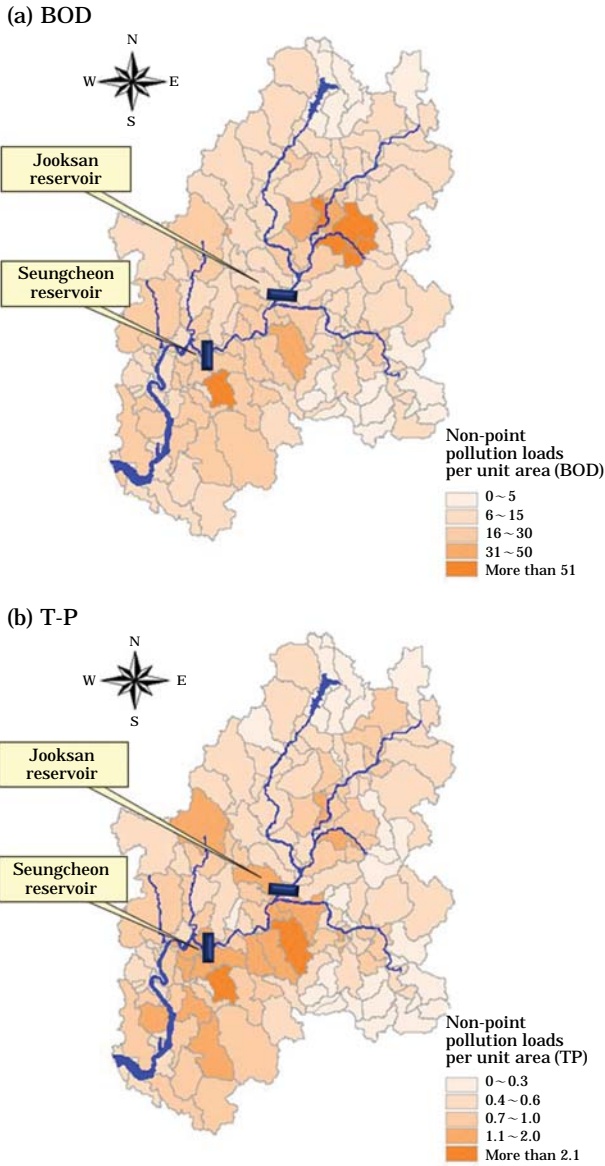 (a) BOD
N
W E
S
Jooksan
reservoir
Seungcheon
reservoir
Non-point
pollution loads
per unit area (BOD)
0~5
6~15
16~30
31~50
More than 51
(b) T-P
N
W E
S
Jooksan
reservoir
Seungcheon
reservoir
Non-point
pollution loads
per unit area (TP)
0~0.3
0.4~0.6
0.7~1.0
1.1~2.0
More than 2.1